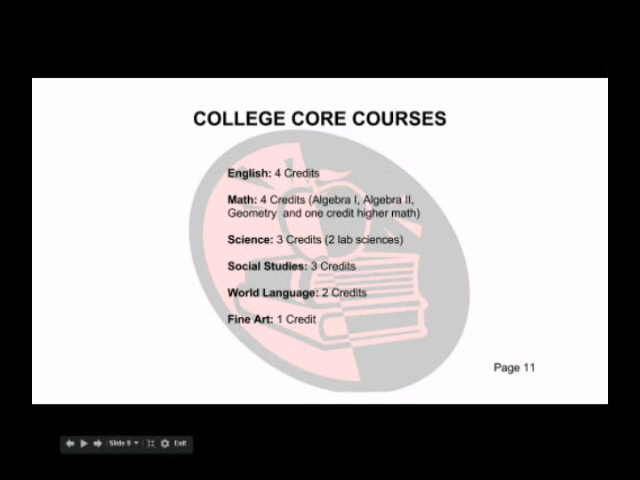 COLLEGE CORE COURSES
English: 4 Credits
Math: 4 Credits (Algebra I, Algebra II,
Geometry and one credit higher math)
Science: 3 Credits (2 lab sciences)
Social Studies: 3 Credits
World Language: 2 Credits
Fine Art: 1 Credit
Page 11
Slide 9
Exit